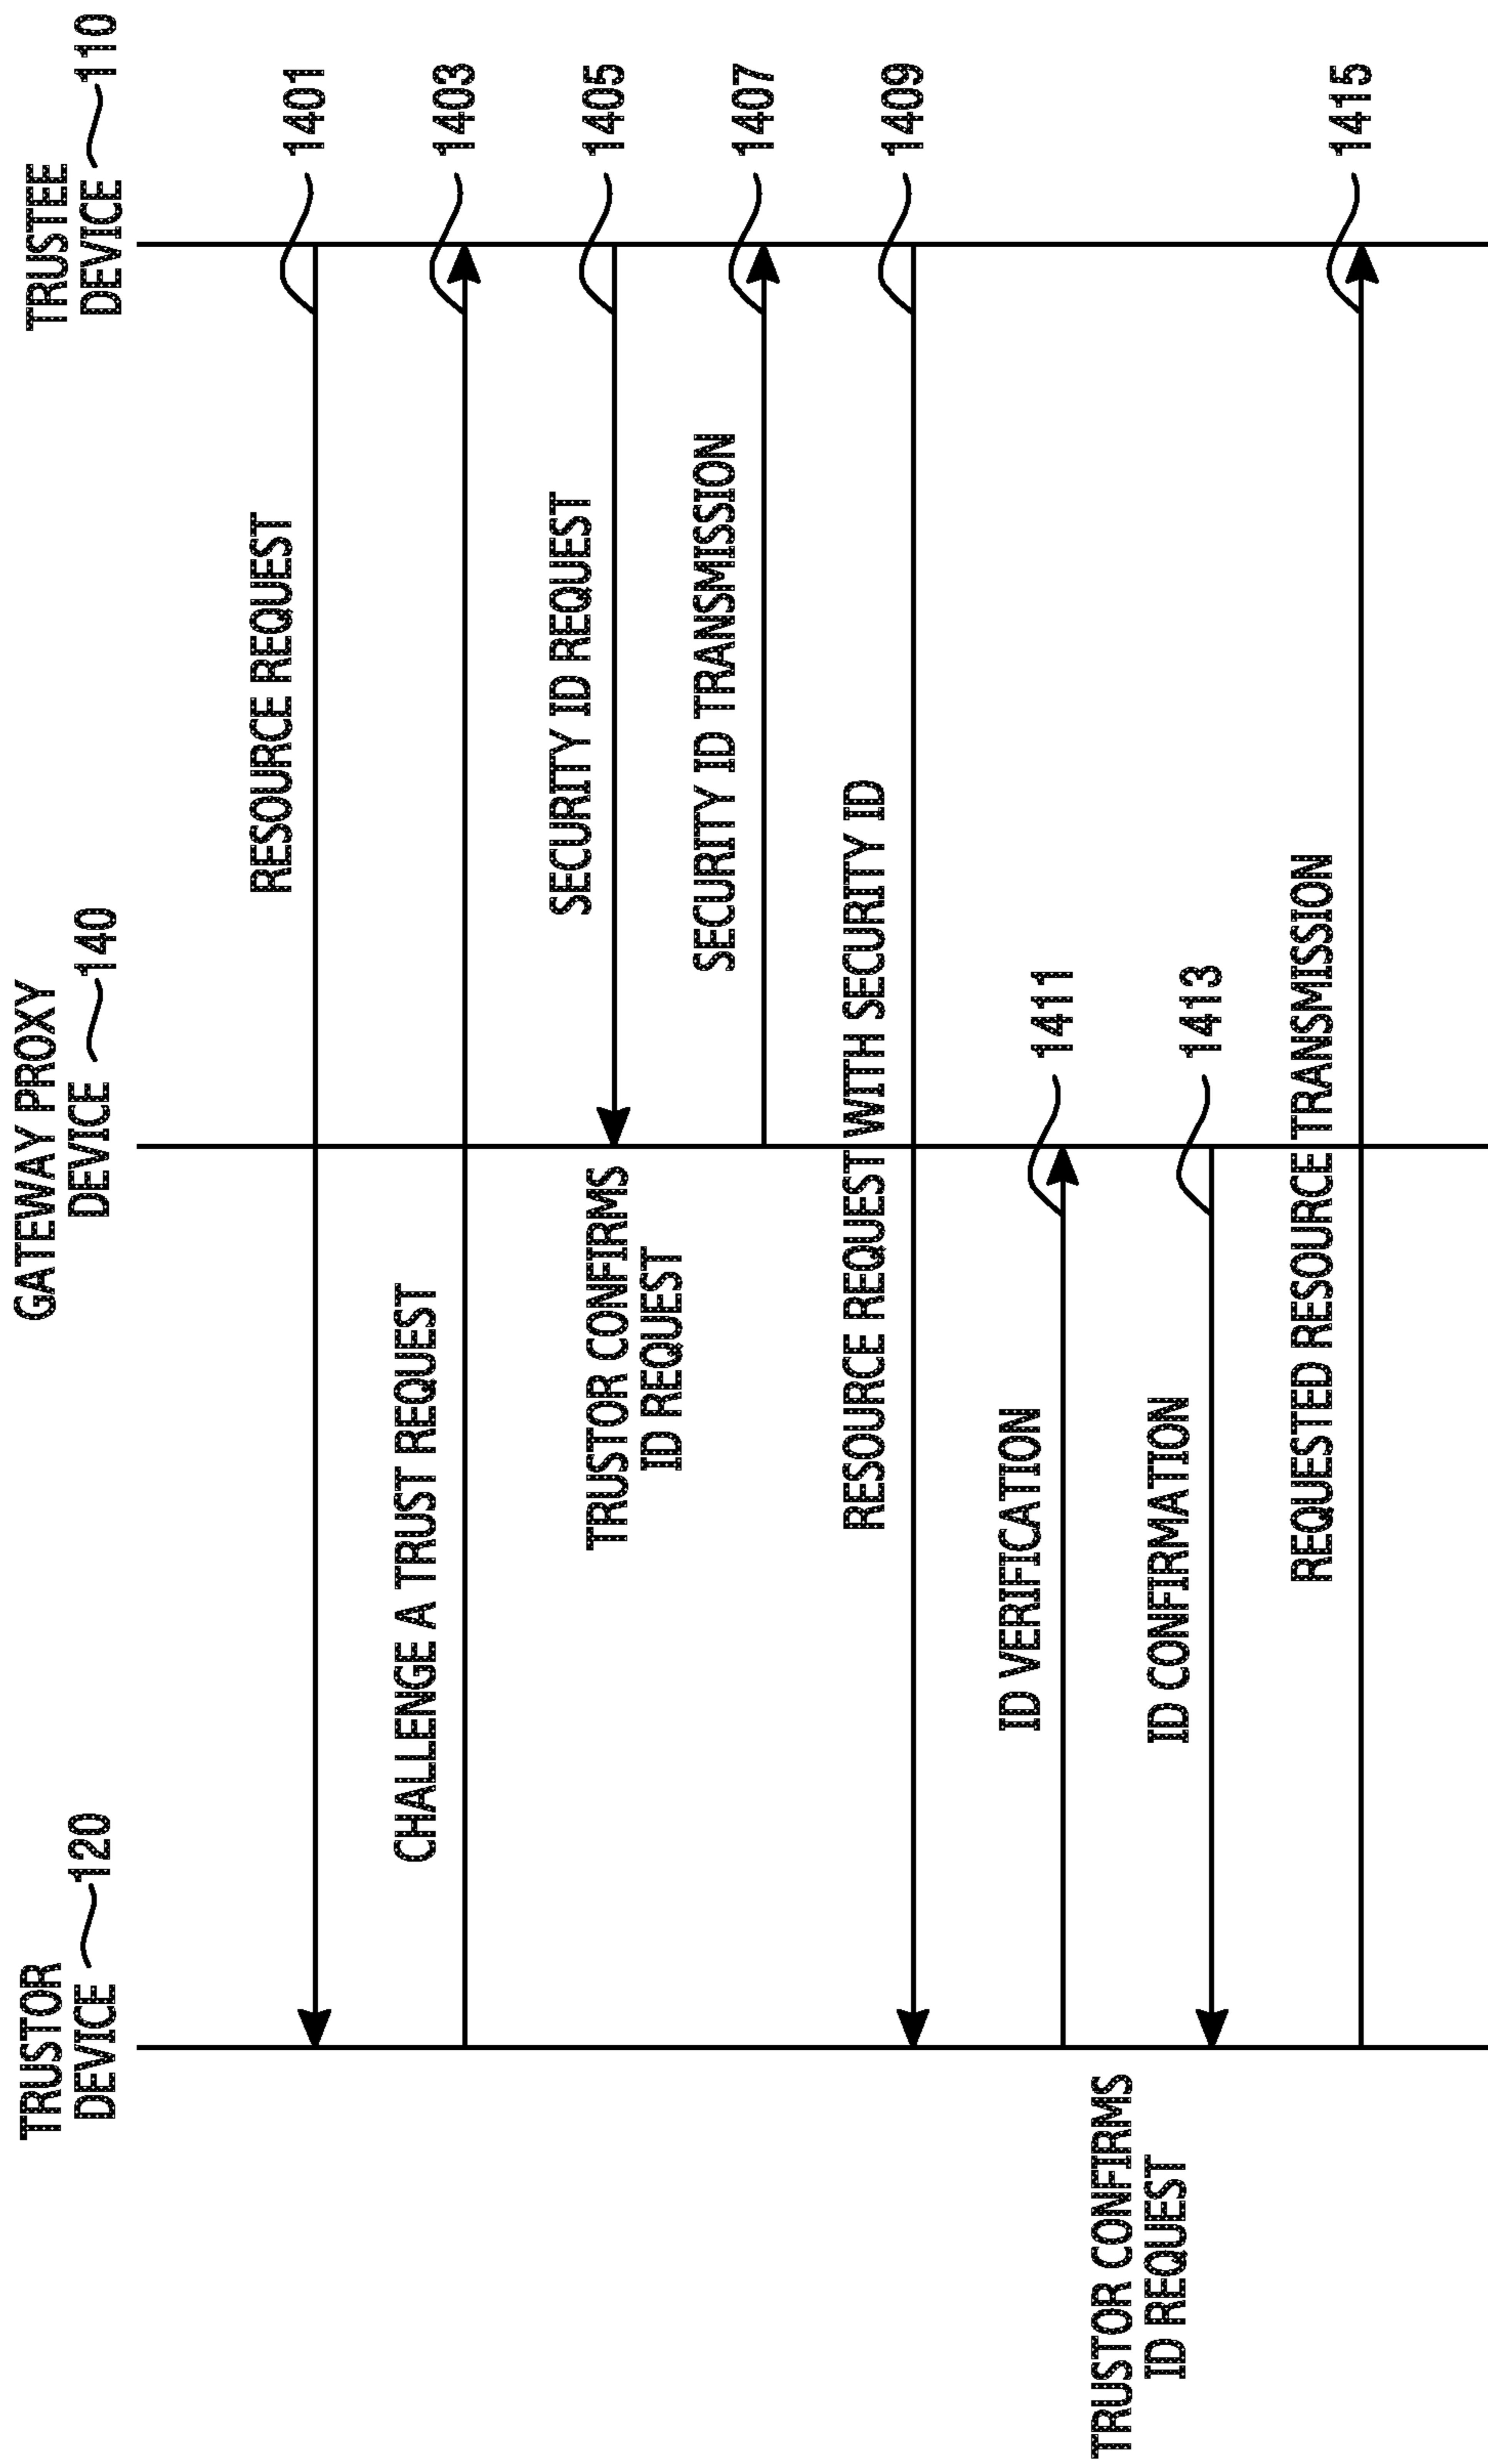 TRUSTOR
DEVICE
120
GATEWAY PROXY
DEVICE
140
TRUSTEE
DEVICE
110
RESOURCE REQUEST
1401
CHALLENGE A TRUST REQUEST
1403
SECURITY ID REQUEST
1405
TRUSTOR CONFIRMS
ID REQUEST
SECURITY ID TRANSMISSION
1407
RESOURCE REQUEST WITH SECURITY ID
1409
ID VERIFICATION
1411
TRUSTOR CONFIRMS
ID REQUEST
ID CONFIRMATION
1413
REQUESTED RESOURCE TRANSMISSION
1415